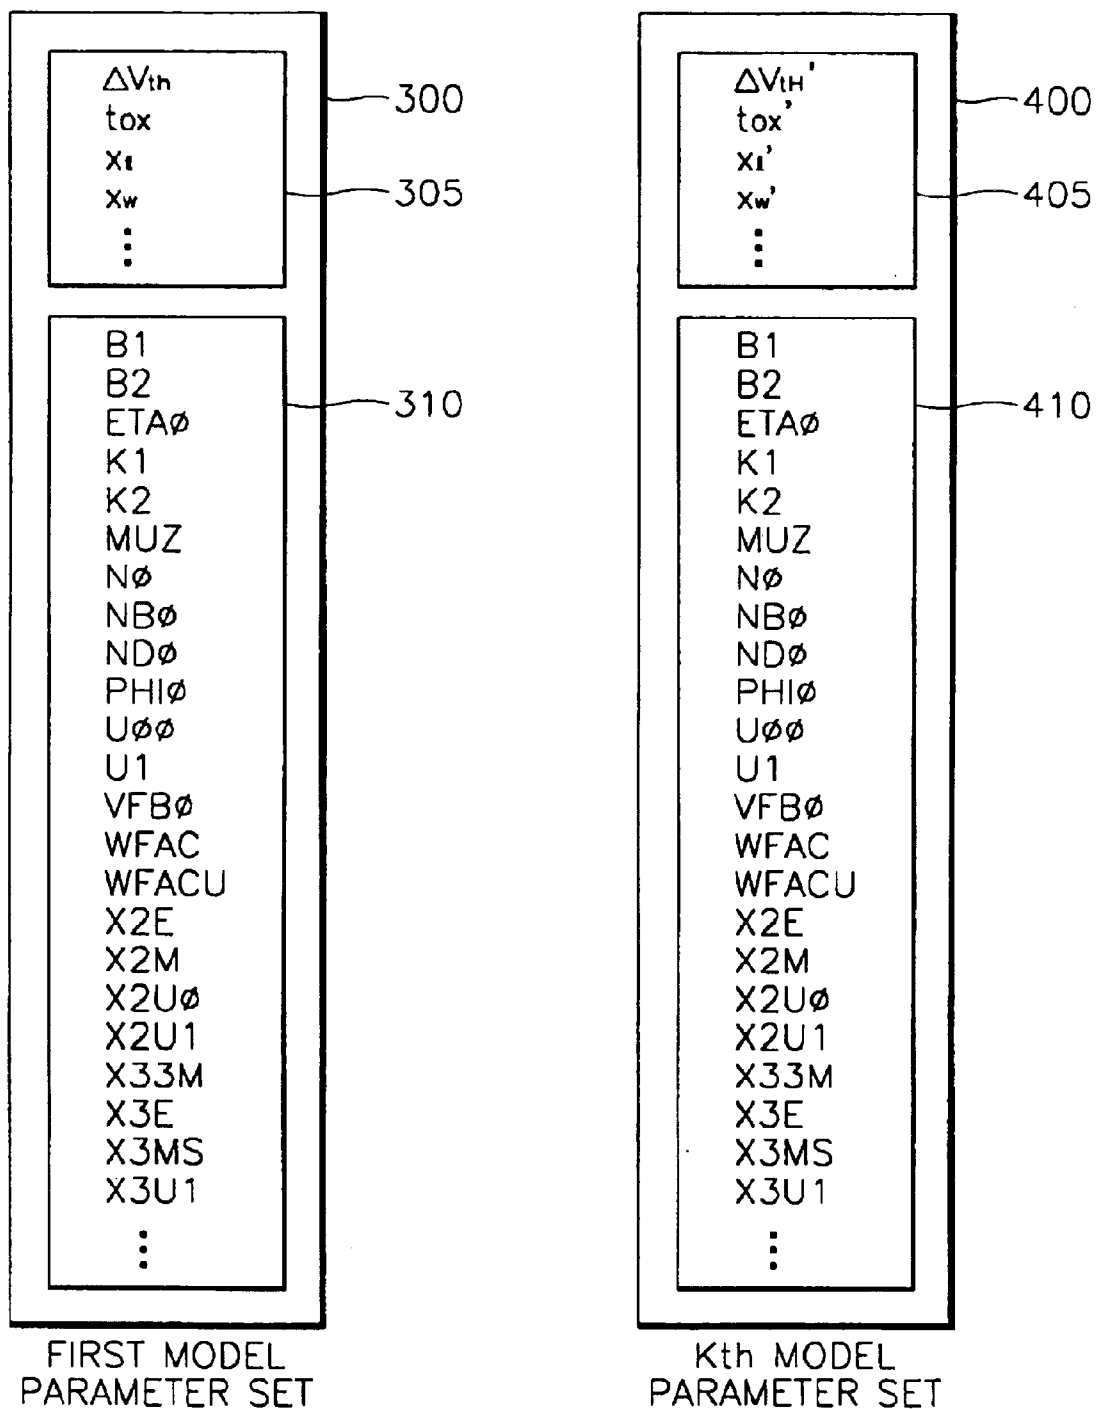 ΔVth
tox
xℓ
xw
300
305
B1
B2
ETAØ
K1
K2
MUZ
NØ
NBØ
NDØ
PHIØ
UØØ
U1
VFBØ
WFAC
WFACU
X2E
X2M
X2UØ
X2U1
X33M
X3E
X3MS
X3U1
310
FIRST MODEL
PARAMETER SET
ΔVtH'
tox'
xℓ'
xw'
400
405
B1
B2
ETAØ
K1
K2
MUZ
NØ
NBØ
NDØ
PHIØ
UØØ
U1
VFBØ
WFAC
WFACU
X2E
X2M
X2UØ
X2U1
X33M
X3E
X3MS
X3U1
410
Kth MODEL
PARAMETER SET